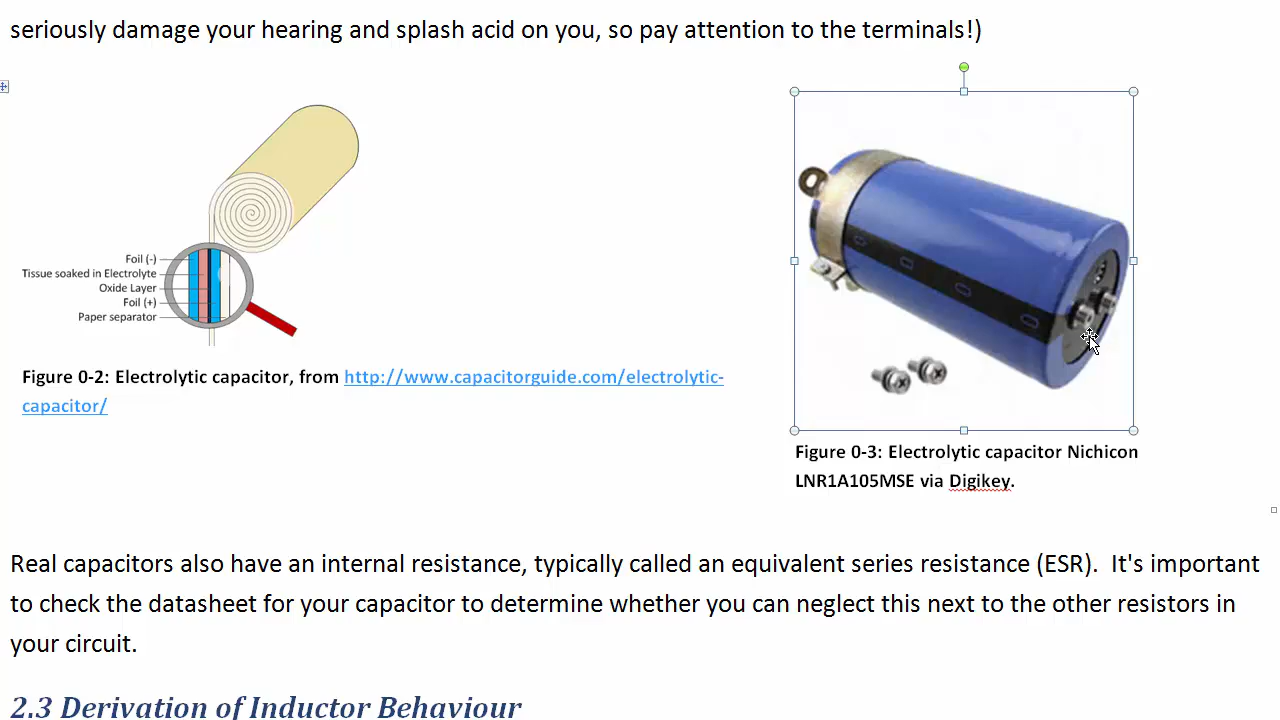 seriously damage your hearing and splash acid on you, so pay attention to the terminals!)
Foil (-)
Tissue soaked in Electrolyte
Oxide Layer
Foil (+)
Paper separator
Figure 0-2: Electrolytic capacitor, from http://www.capacitorguide.com/electrolytic-
capacitor/
Figure 0-3: Electrolytic capacitor Nichicon
LNR1A105MSE via Digikey.
Real capacitors also have an internal resistance, typically called an equivalent series resistance (ESR).  It's important
to check the datasheet for your capacitor to determine whether you can neglect this next to the other resistors in
your circuit.
2.3 Derivation of Inductor Behaviour